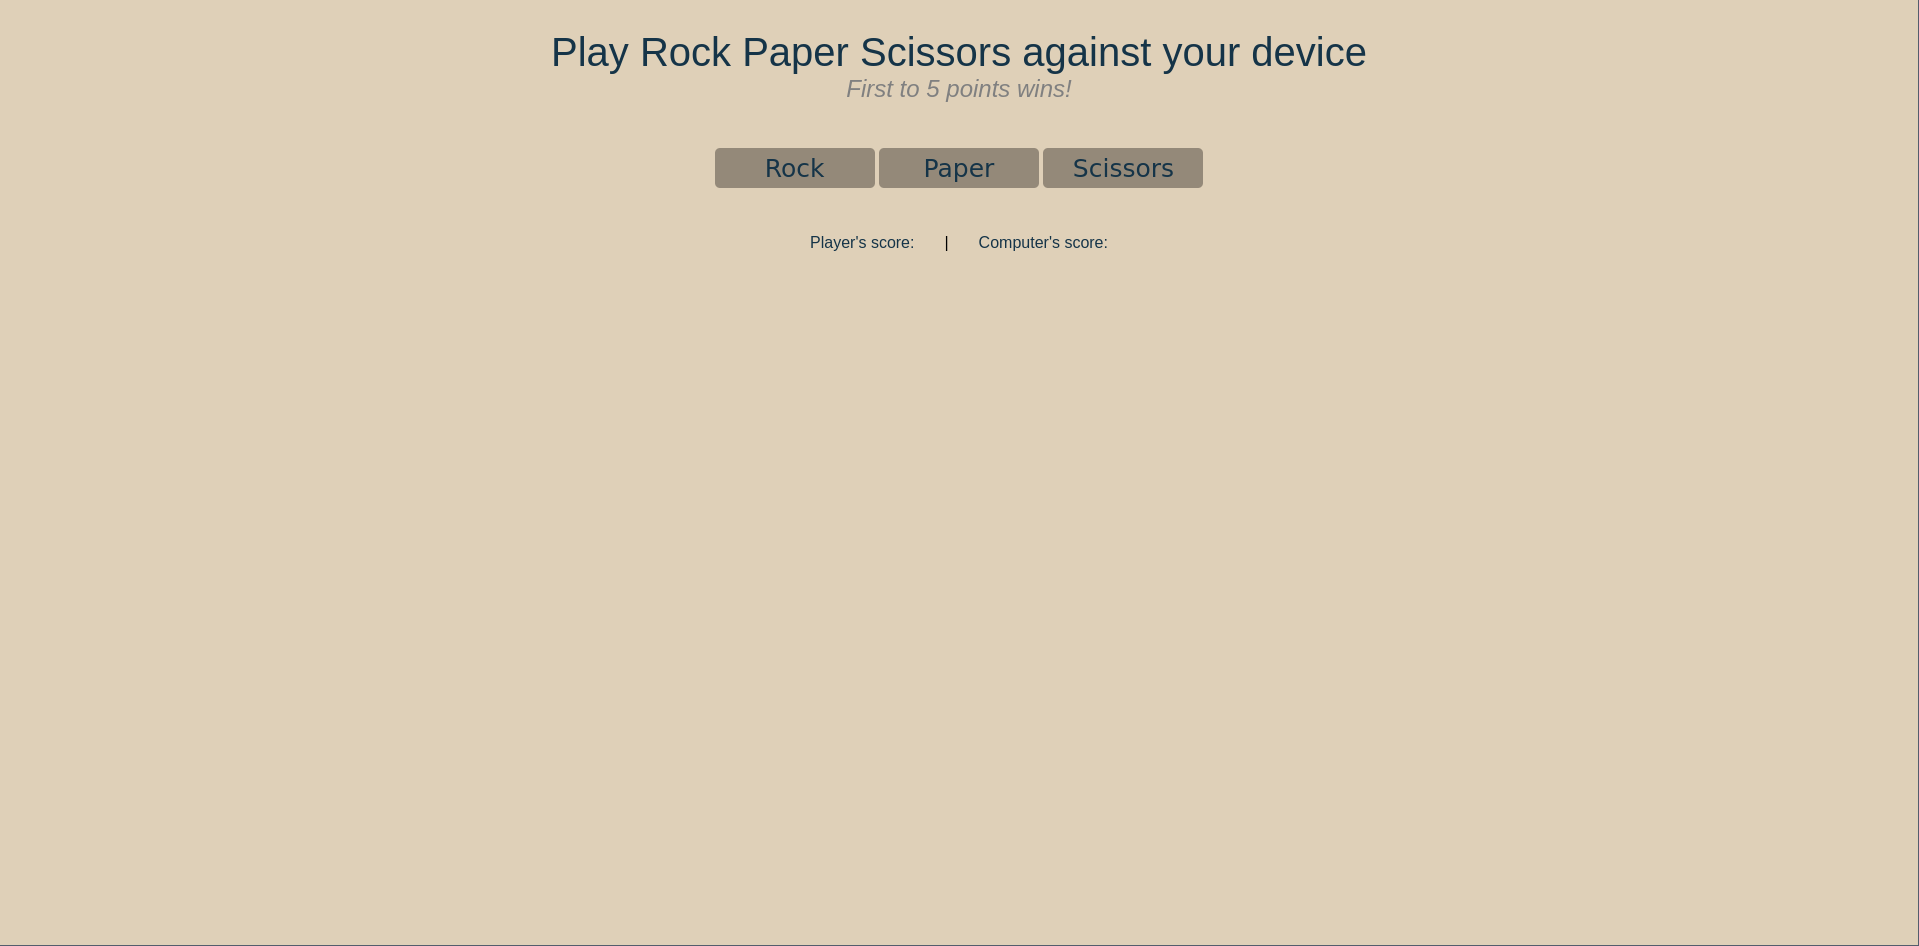 Play Rock Paper Scissors against your device
First to 5 points wins!
Rock Paper Scissors
Player's score: | Computer's score: